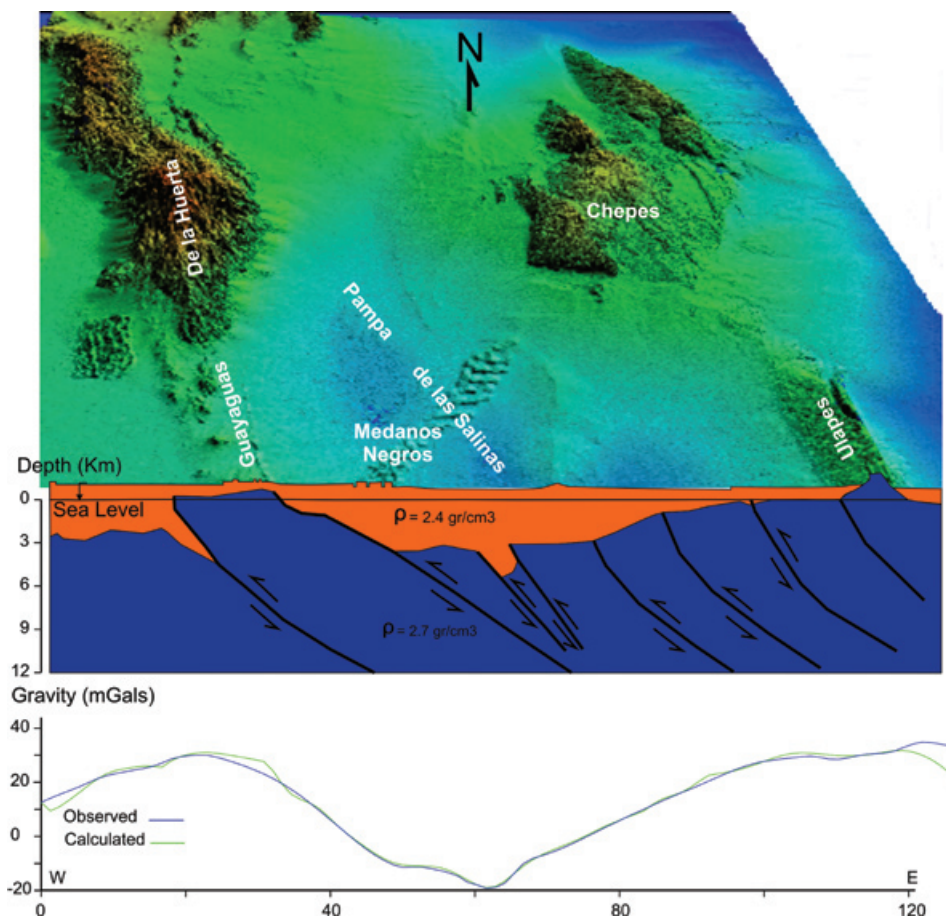 N
De la Huerta
Chepes
Pampa
de las Salinas
Guayaguas
Medanos
Negros
Ulapes
Depth (Km)
0
Sea Level
ρ = 2.4 gr/cm3
3
6
9
ρ = 2.7 gr/cm3
12
Gravity (mGals)
40
20
Observed
0
Calculated
-20
W
E
0
40
80
120